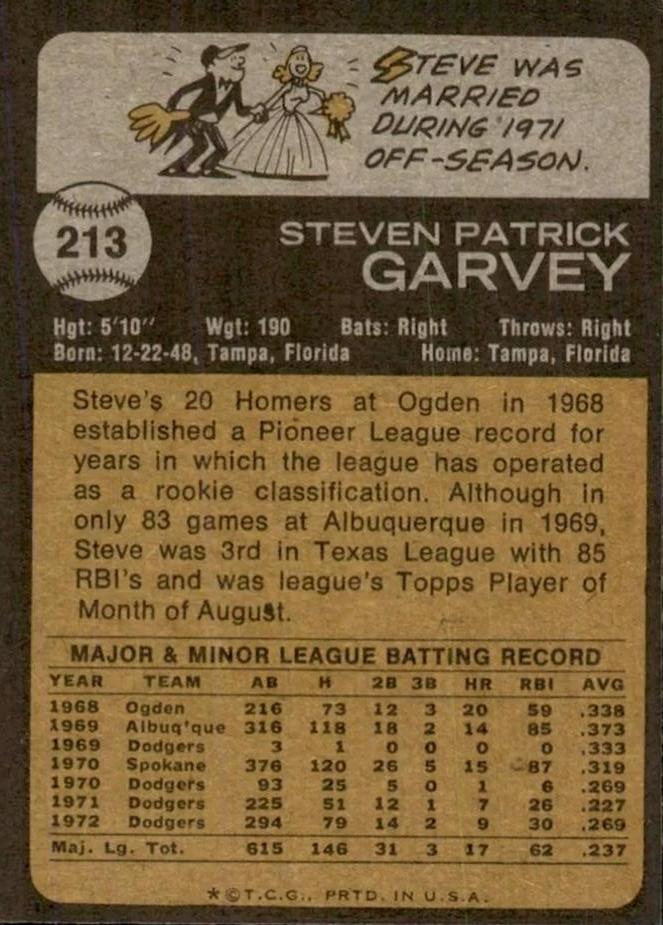 STEVE WAS
MARRIED
DURING '1971
OFF-SEASON.
213
STEVEN PATRICK
GARVEY
Hgt: 5'10" Wgt: 190 Bats: Right Throws: Right
Born: 12-22-48, Tampa, Florida Home: Tampa, Florida
Steve's 20 Homers at Ogden in 1968
established a Pioneer League record for
years in which the league has operated
as a rookie classification. Although in
only 83 games at Albuquerque in 1969,
Steve was 3rd in Texas League with 85
RBI's and was league's Topps Player of
Month of August.
MAJOR & MINOR LEAGUE BATTING RECORD
YEAR TEAM AB H 2B 3B HR RBI AVG
1968 Ogden 216 73 12 3 20 59 .338
1969 Albuq'que 316 118 18 2 14 85 .373
1969 Dodgers 3 1 0 0 0 0 .333
1970 Spokane 376 120 26 5 15 87 .319
1970 Dodgers 93 25 5 0 1 6 .269
1971 Dodgers 225 51 12 1 7 26 .227
1972 Dodgers 294 79 14 2 9 30 .269
Maj. Lg. Tot. 615 146 31 3 17 62 .237
*©T.C.G., PRTD. IN U.S.A.